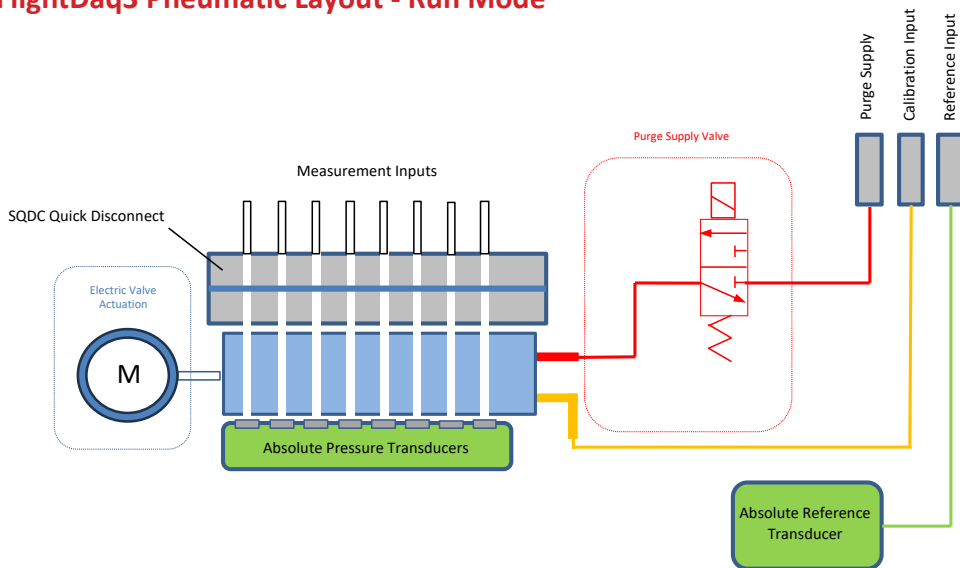 lightDaq3 Pneumatic Layout - Run Mode
Purge Supply
Calibration Input
Reference Input
Purge Supply Valve
Measurement Inputs
SQDC Quick Disconnect
Electric Valve
Actuation
M
Absolute Pressure Transducers
Absolute Reference
Transducer